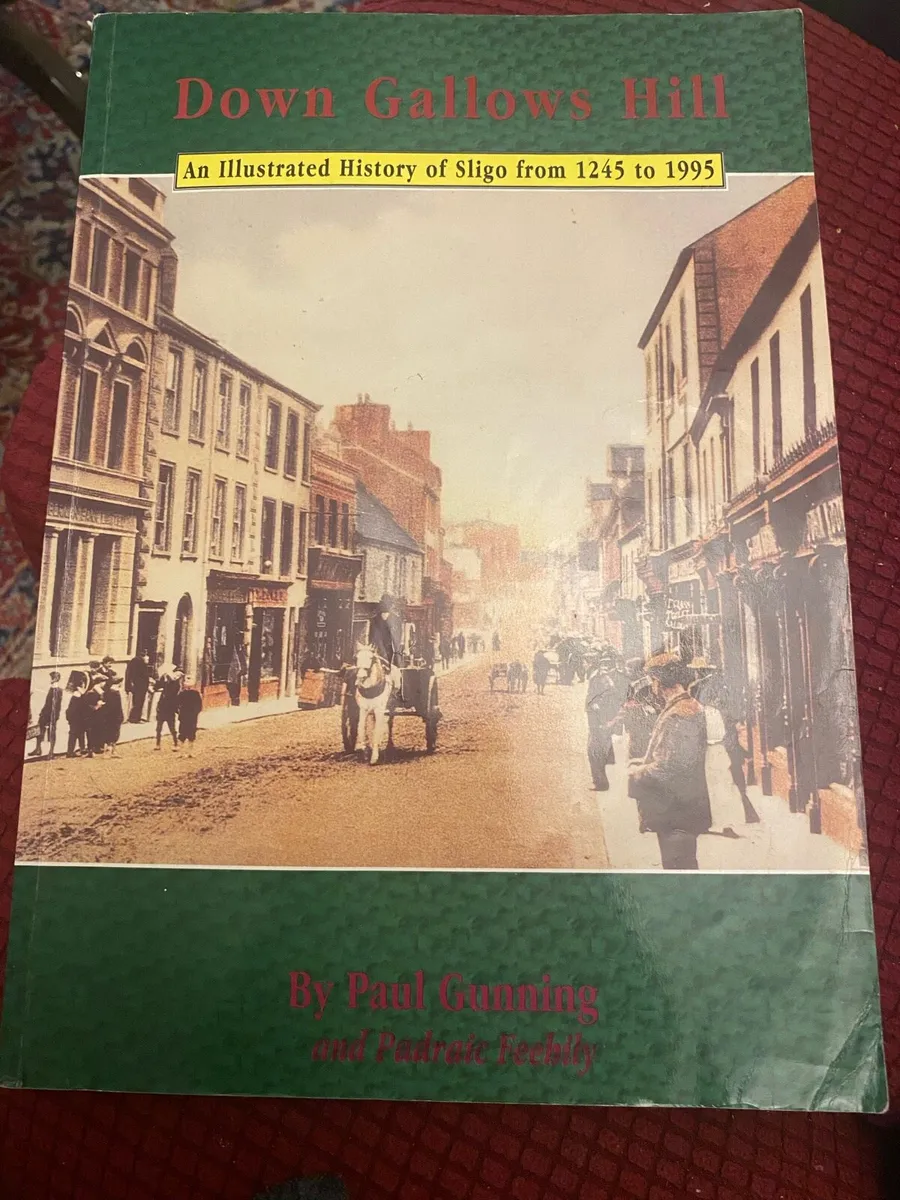 Down Gallows Hill
An Illustrated History of Sligo from 1245 to 1995
By Paul Gunning
and Padraic Feehily